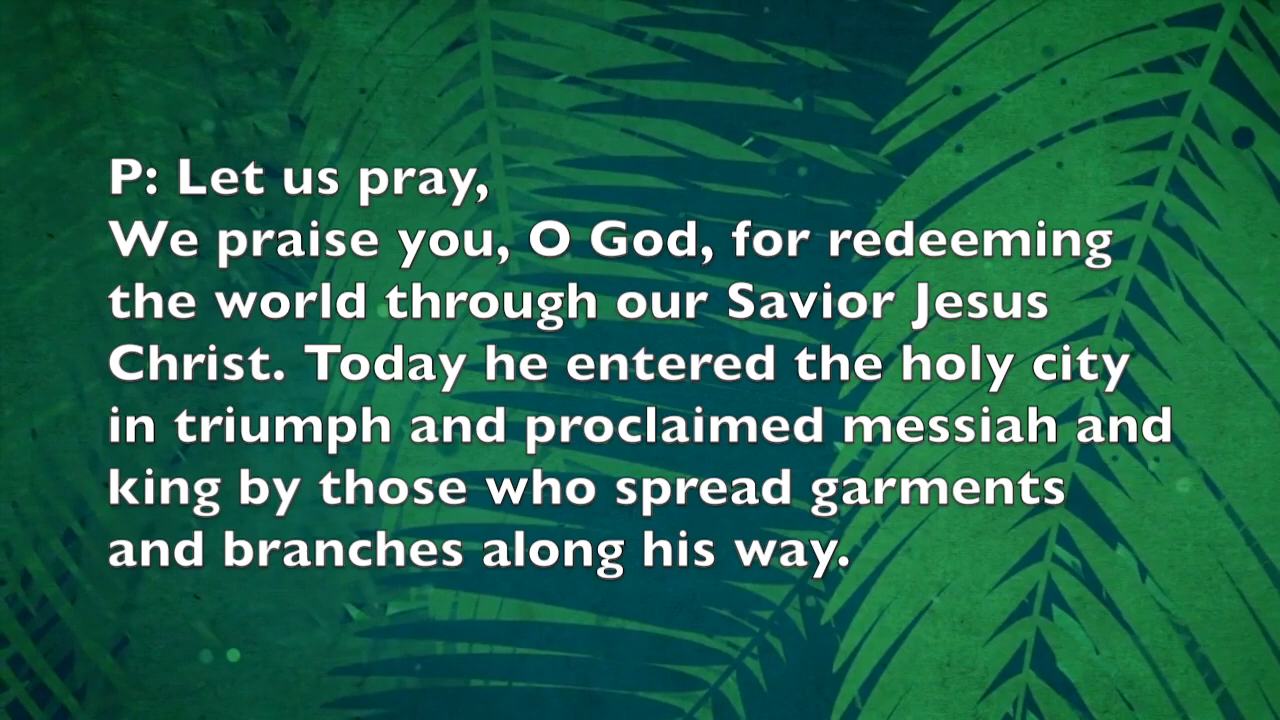 P: Let us pray,
We praise you, O God, for redeeming
the world through our Savior Jesus
Christ. Today he entered the holy city
in triumph and proclaimed messiah and
king by those who spread garments
and branches along his way.